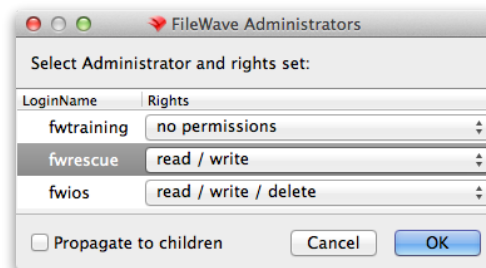 FileWave Administrators
Select Administrator and rights set:
LoginName Rights
fwtraining no permissions
fwrescue read / write
fwios read / write / delete
Propagate to children Cancel OK